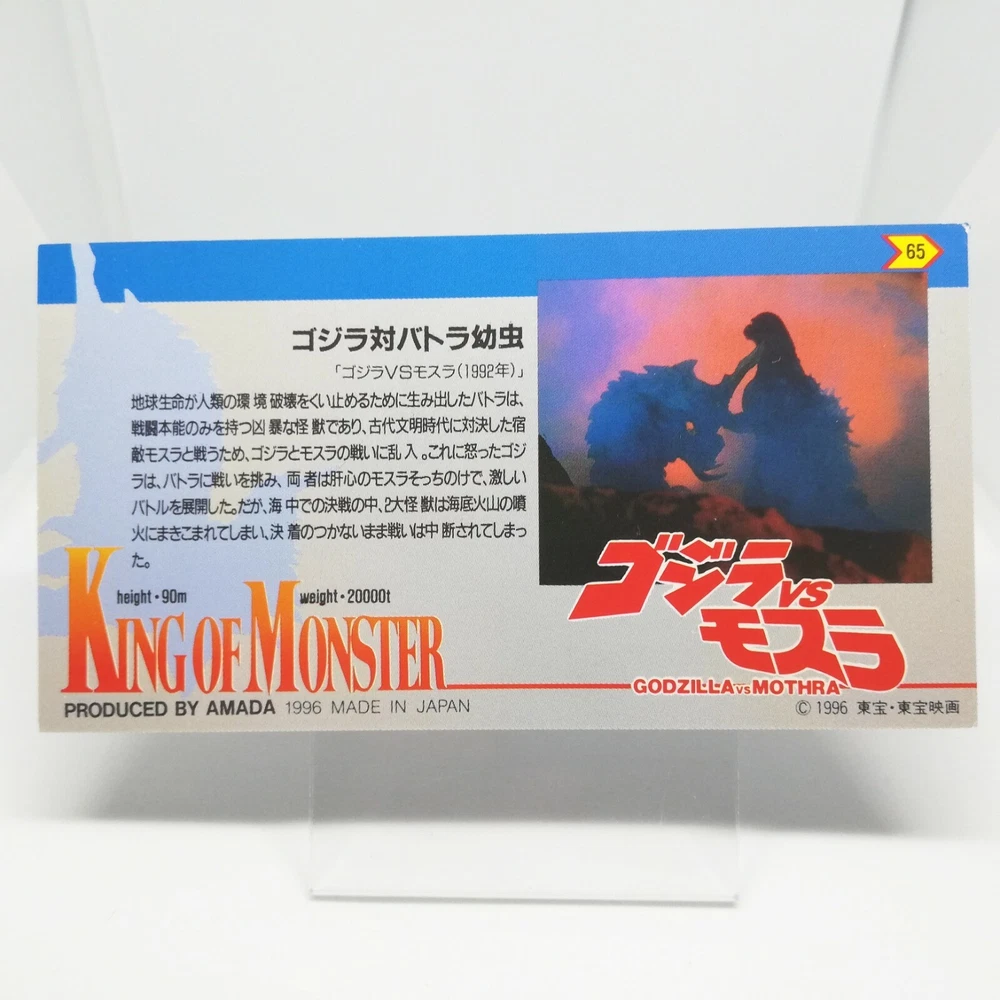 65
ゴジラ対バトラ幼虫
「ゴジラVSモスラ(1992年)」
地球生命が人類の環境破壊をくい止めるために生み出したバトラは、
戦闘本能のみを持つ凶暴な怪獣であり、古代文明時代に対決した宿
敵モスラと戦うため、ゴジラとモスラの戦いに乱入。これに怒ったゴジ
ラは、バトラに戦いを挑み、両者は肝心のモスラそっちのけで、激しい
バトルを展開した。だが、海中での決戦の中、2大怪獣は海底火山の噴
火にまきこまれてしまい、決着のつかないまま戦いは中断されてしまっ
た。
height・90m weight・20000t
KING OF MONSTER
PRODUCED BY AMADA 1996 MADE IN JAPAN
ゴジラVS
モスラ
GODZILLA vs MOTHRA
© 1996 東宝・東宝映画